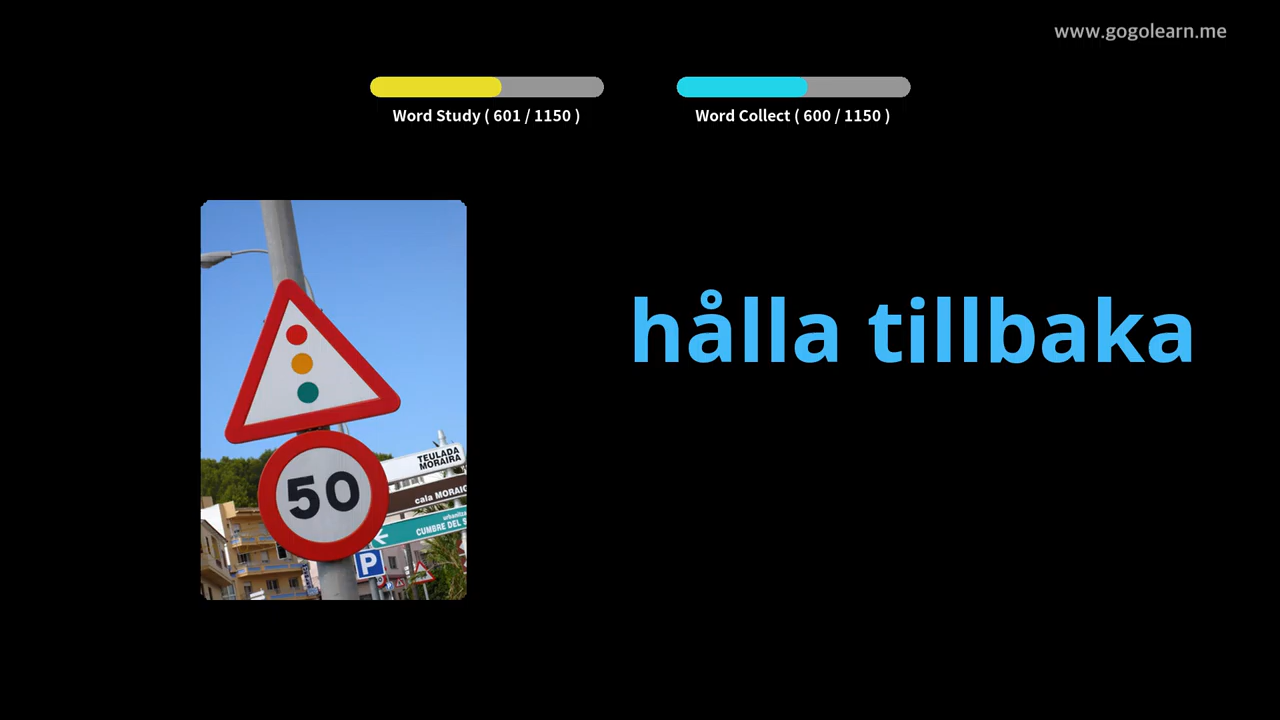 www.gogolearn.me
Word Study ( 601 / 1150 )
Word Collect ( 600 / 1150 )
hålla tillbaka
50
TEULADA
MORAIRA
cala MORAIG
urbanitza
CUMBRE DEL S
P